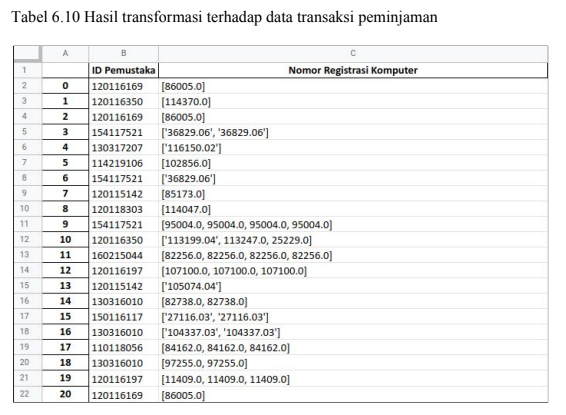 Tabel 6.10 Hasil transformasi terhadap data transaksi peminjaman
A B C
1 ID Pemustaka Nomor Registrasi Komputer
2 0 120116169 [86005.0]
3 1 120116350 [114370.0]
4 2 120116169 [86005.0]
5 3 154117521 ['36829.06', '36829.06']
6 4 130317207 ['116150.02']
7 5 114219106 [102856.0]
8 6 154117521 ['36829.06']
9 7 120115142 [85173.0]
10 8 120118303 [114047.0]
11 9 154117521 [95004.0, 95004.0, 95004.0, 95004.0]
12 10 120116350 ['113199.04', 113247.0, 25229.0]
13 11 160215044 [82256.0, 82256.0, 82256.0, 82256.0]
14 12 120116197 [107100.0, 107100.0, 107100.0]
15 13 120115142 ['105074.04']
16 14 130316010 [82738.0, 82738.0]
17 15 150116117 ['27116.03', '27116.03']
18 16 130316010 ['104337.03', '104337.03']
19 17 110118056 [84162.0, 84162.0, 84162.0]
20 18 130316010 [97255.0, 97255.0]
21 19 120116197 [11409.0, 11409.0, 11409.0]
22 20 120116169 [86005.0]